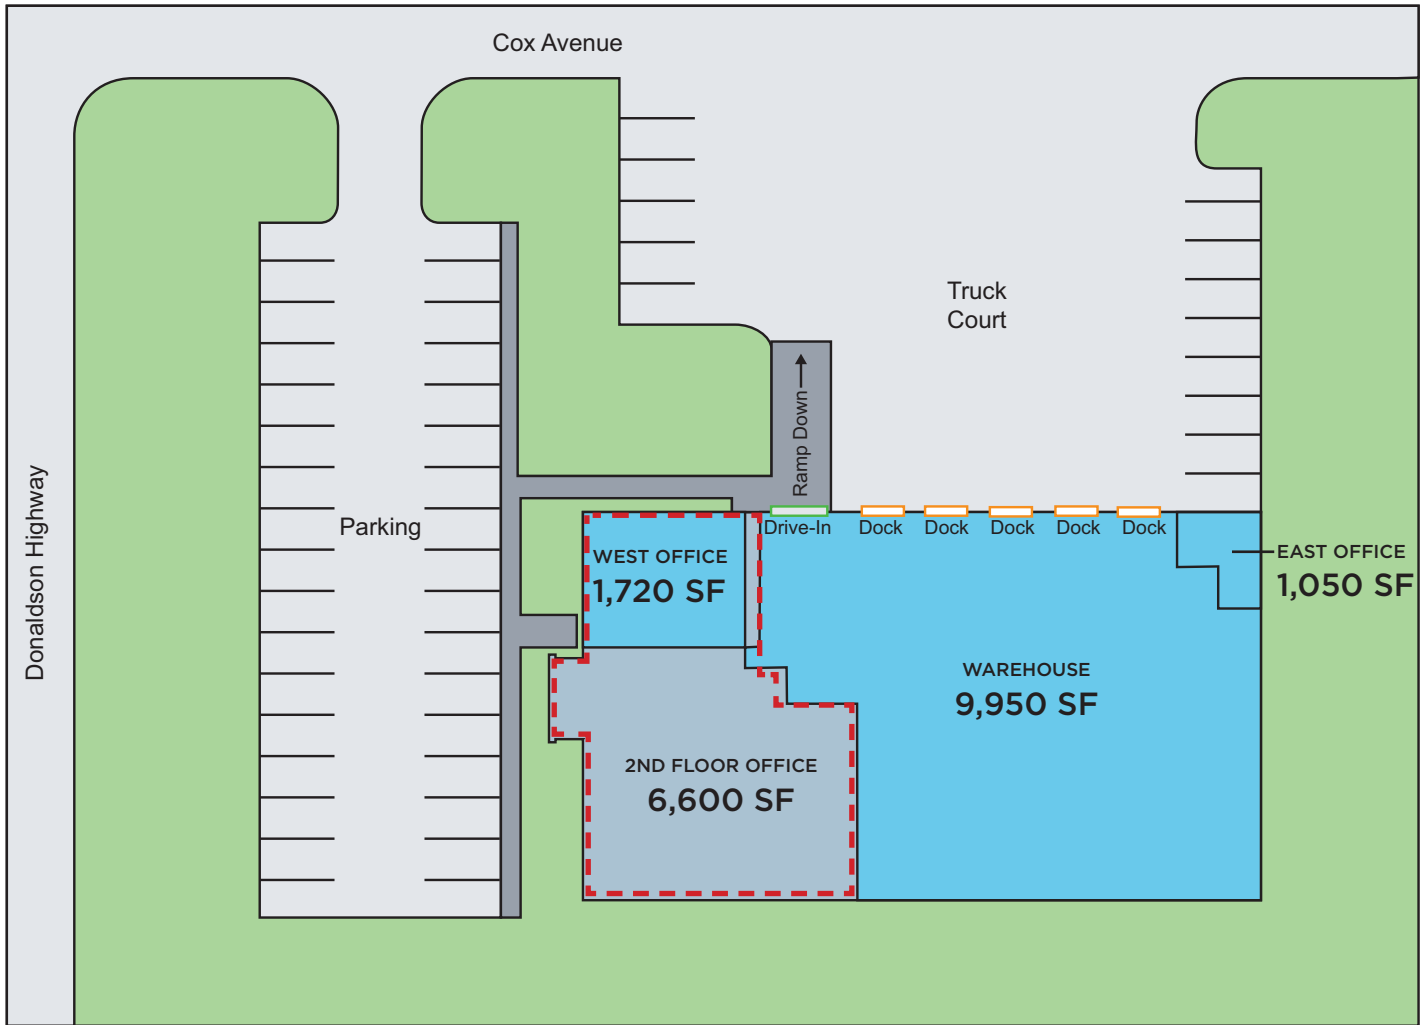 Cox Avenue
Truck
Court
Ramp Down
Donaldson Highway
Parking
Drive-In
Dock
Dock
Dock
Dock
Dock
WEST OFFICE
1,720 SF
EAST OFFICE
1,050 SF
WAREHOUSE
9,950 SF
2ND FLOOR OFFICE
6,600 SF